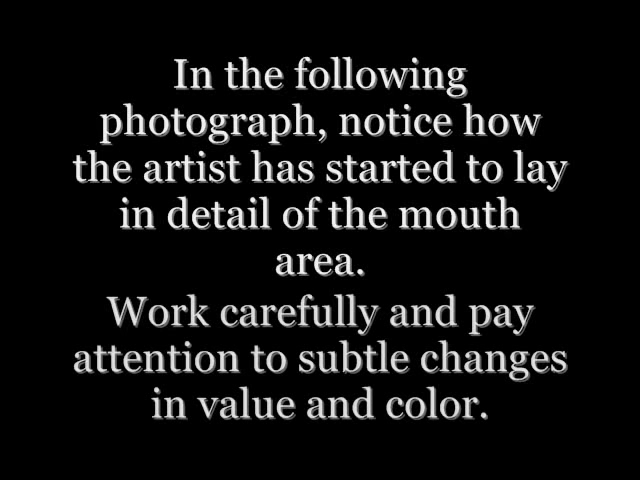 In the following
photograph, notice how
the artist has started to lay
in detail of the mouth
area.
Work carefully and pay
attention to subtle changes
in value and color.